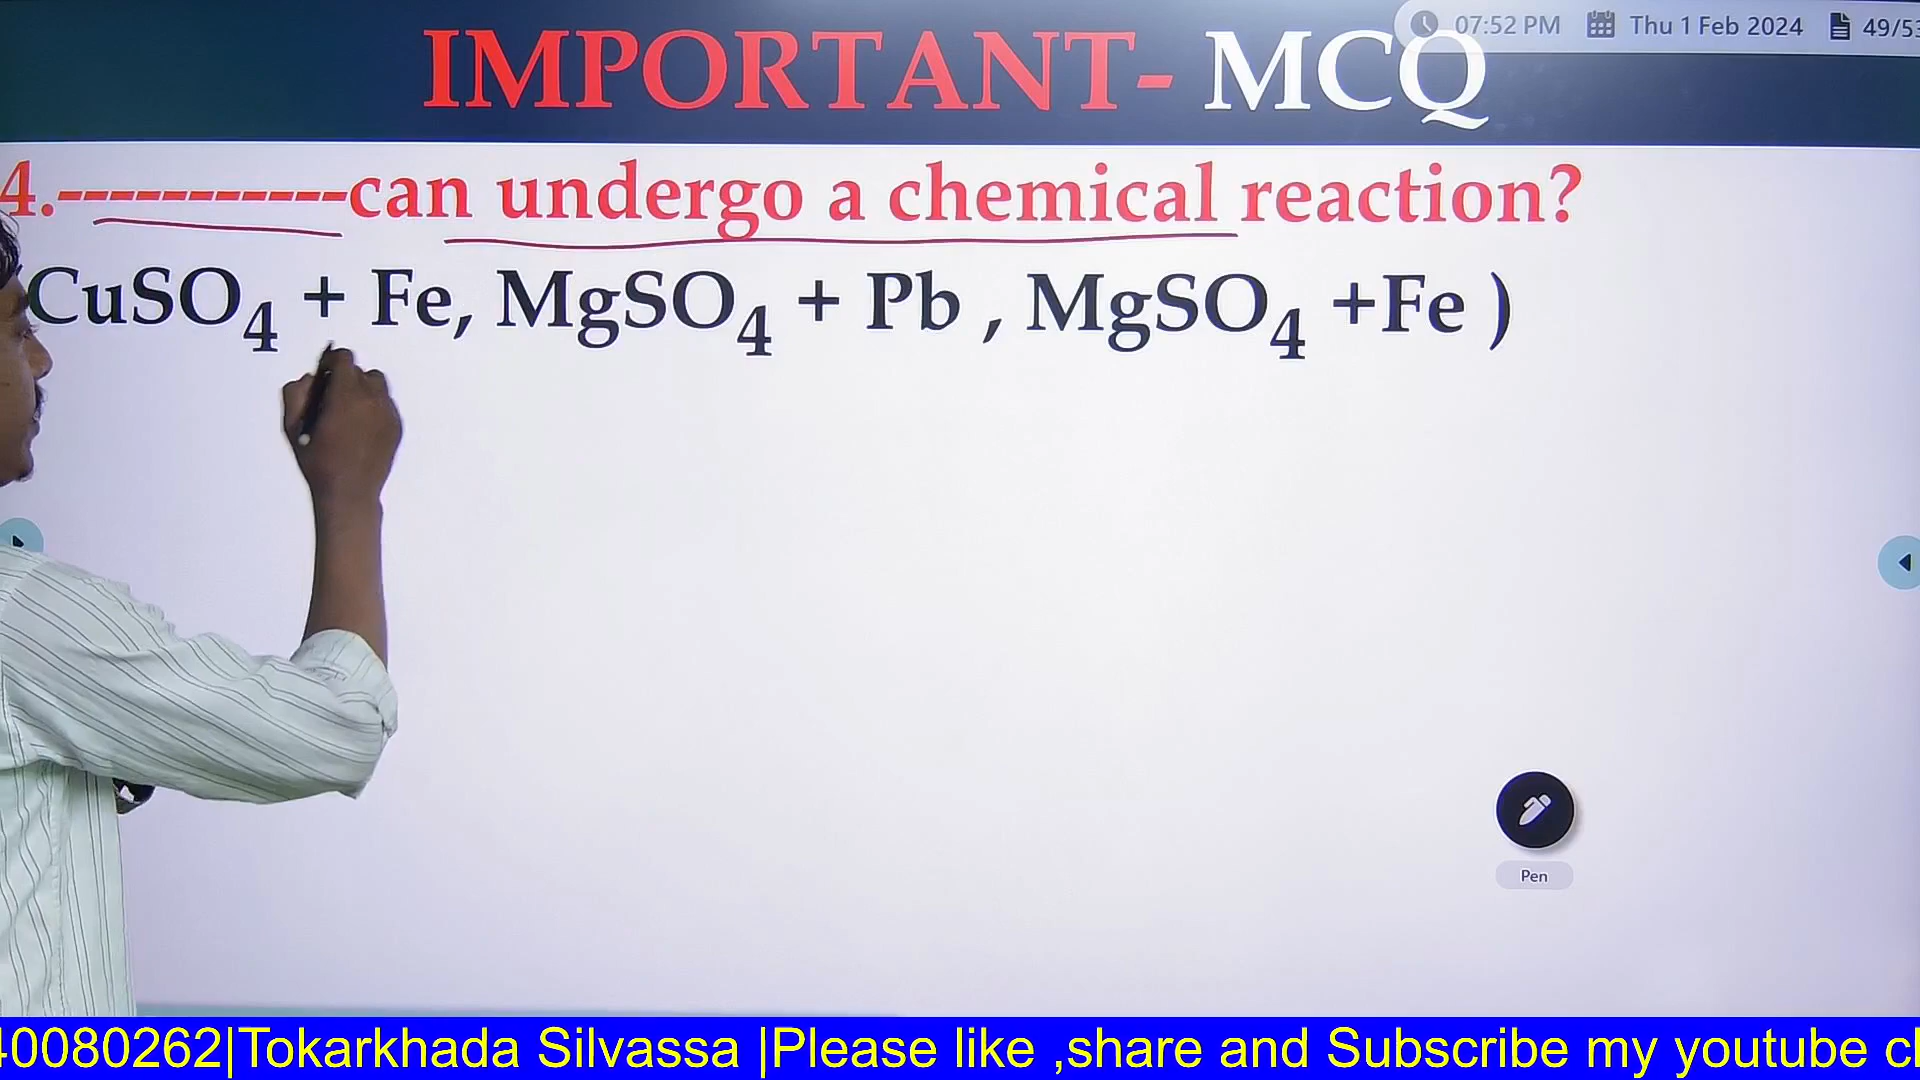 07:52 PM Thu 1 Feb 2024 49/53
IMPORTANT- MCQ
4.-----------can undergo a chemical reaction?
CuSO4 + Fe, MgSO4 + Pb , MgSO4 +Fe )
Pen
40080262|Tokarkhada Silvassa |Please like ,share and Subscribe my youtube